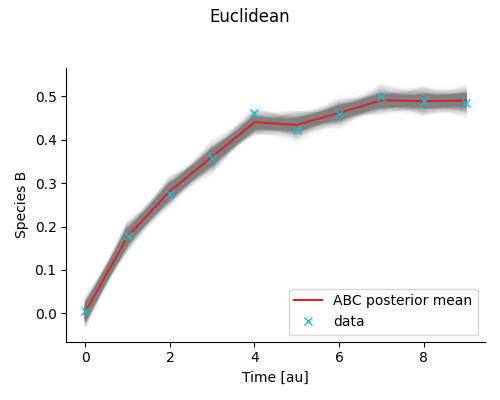 Euclidean
Species B
0.5
0.4
0.3
0.2
0.1
0.0
ABC posterior mean
data
0 2 4 6 8
Time [au]